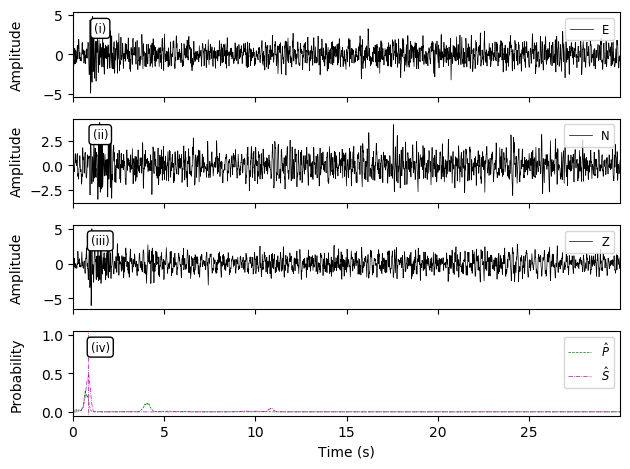 Amplitude
5
0
−5
(i)
E
Amplitude
2.5
0.0
−2.5
(ii)
N
Amplitude
5
0
−5
(iii)
Z
Probability
1.0
0.5
0.0
(iv)
P̂
Ŝ
0 5 10 15 20 25
Time (s)